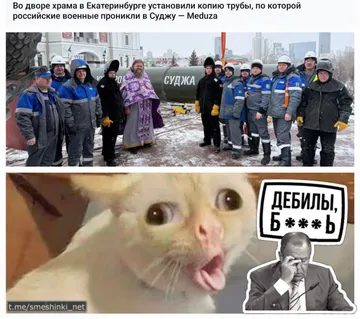 Во дворе храма в Екатеринбурге установили копию трубы, по которой
российские военные проникли в Суджу — Meduza
СУДЖА
ДЕБИЛЫ,
Б***Ь
t.me/smeshinki_net